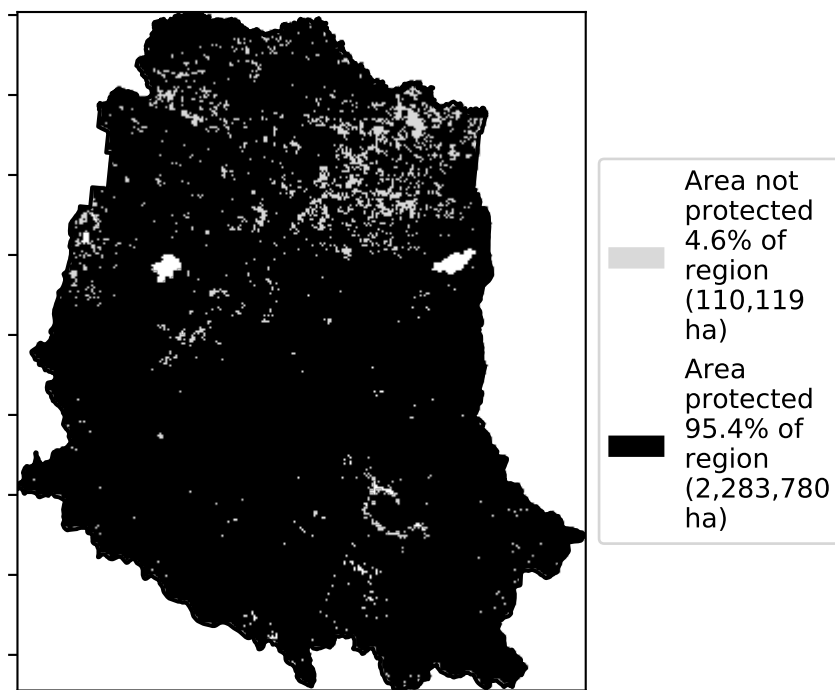 Area not
protected
4.6% of
region
(110,119
ha)
Area
protected
95.4% of
region
(2,283,780
ha)